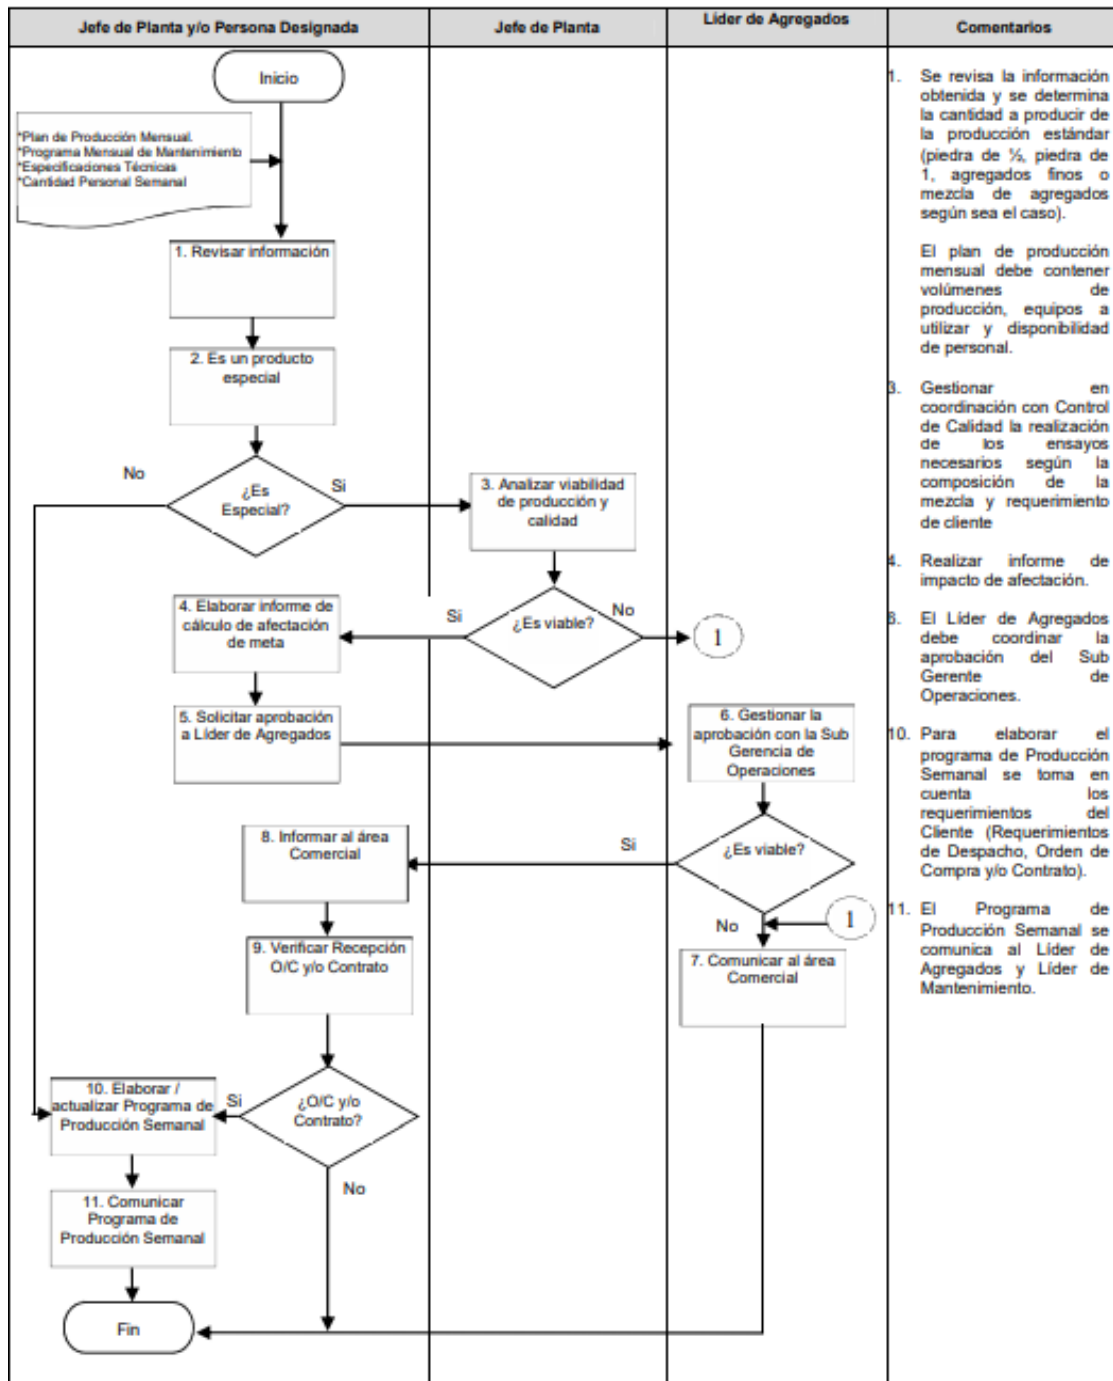 Jefe de Planta y/o Persona Designada
Jefe de Planta
Líder de Agregados
Comentarios
Inicio
*Plan de Producción Mensual.
*Programa Mensual de Mantenimiento
*Especificaciones Técnicas
*Cantidad Personal Semanal
1. Revisar información
2. Es un producto
especial
No
¿Es
Especial?
Si
3. Analizar viabilidad
de producción y
calidad
4. Elaborar informe de
cálculo de afectación
de meta
Si
¿Es viable?
No
1
5. Solicitar aprobación
a Líder de Agregados
6. Gestionar la
aprobación con la Sub
Gerencia de
Operaciones
8. Informar al área
Comercial
Si
¿Es viable?
No
1
9. Verificar Recepción
O/C y/o Contrato
7. Comunicar al área
Comercial
10. Elaborar /
actualizar Programa de
Producción Semanal
Si
¿O/C y/o
Contrato?
No
11. Comunicar
Programa de
Producción Semanal
Fin
1. Se revisa la información
obtenida y se determina
la cantidad a producir de
la producción estándar
(piedra de ½, piedra de
1, agregados finos o
mezcla de agregados
según sea el caso).
El plan de producción
mensual debe contener
volúmenes de
producción, equipos a
utilizar y disponibilidad
de personal.
3. Gestionar en
coordinación con Control
de Calidad la realización
de los ensayos
necesarios según la
composición de la
mezcla y requerimiento
de cliente
4. Realizar informe de
impacto de afectación.
6. El Líder de Agregados
debe coordinar la
aprobación del Sub
Gerente de
Operaciones.
10. Para elaborar el
programa de Producción
Semanal se toma en
cuenta los
requerimientos del
Cliente (Requerimientos
de Despacho, Orden de
Compra y/o Contrato).
11. El Programa de
Producción Semanal se
comunica al Líder de
Agregados y Líder de
Mantenimiento.